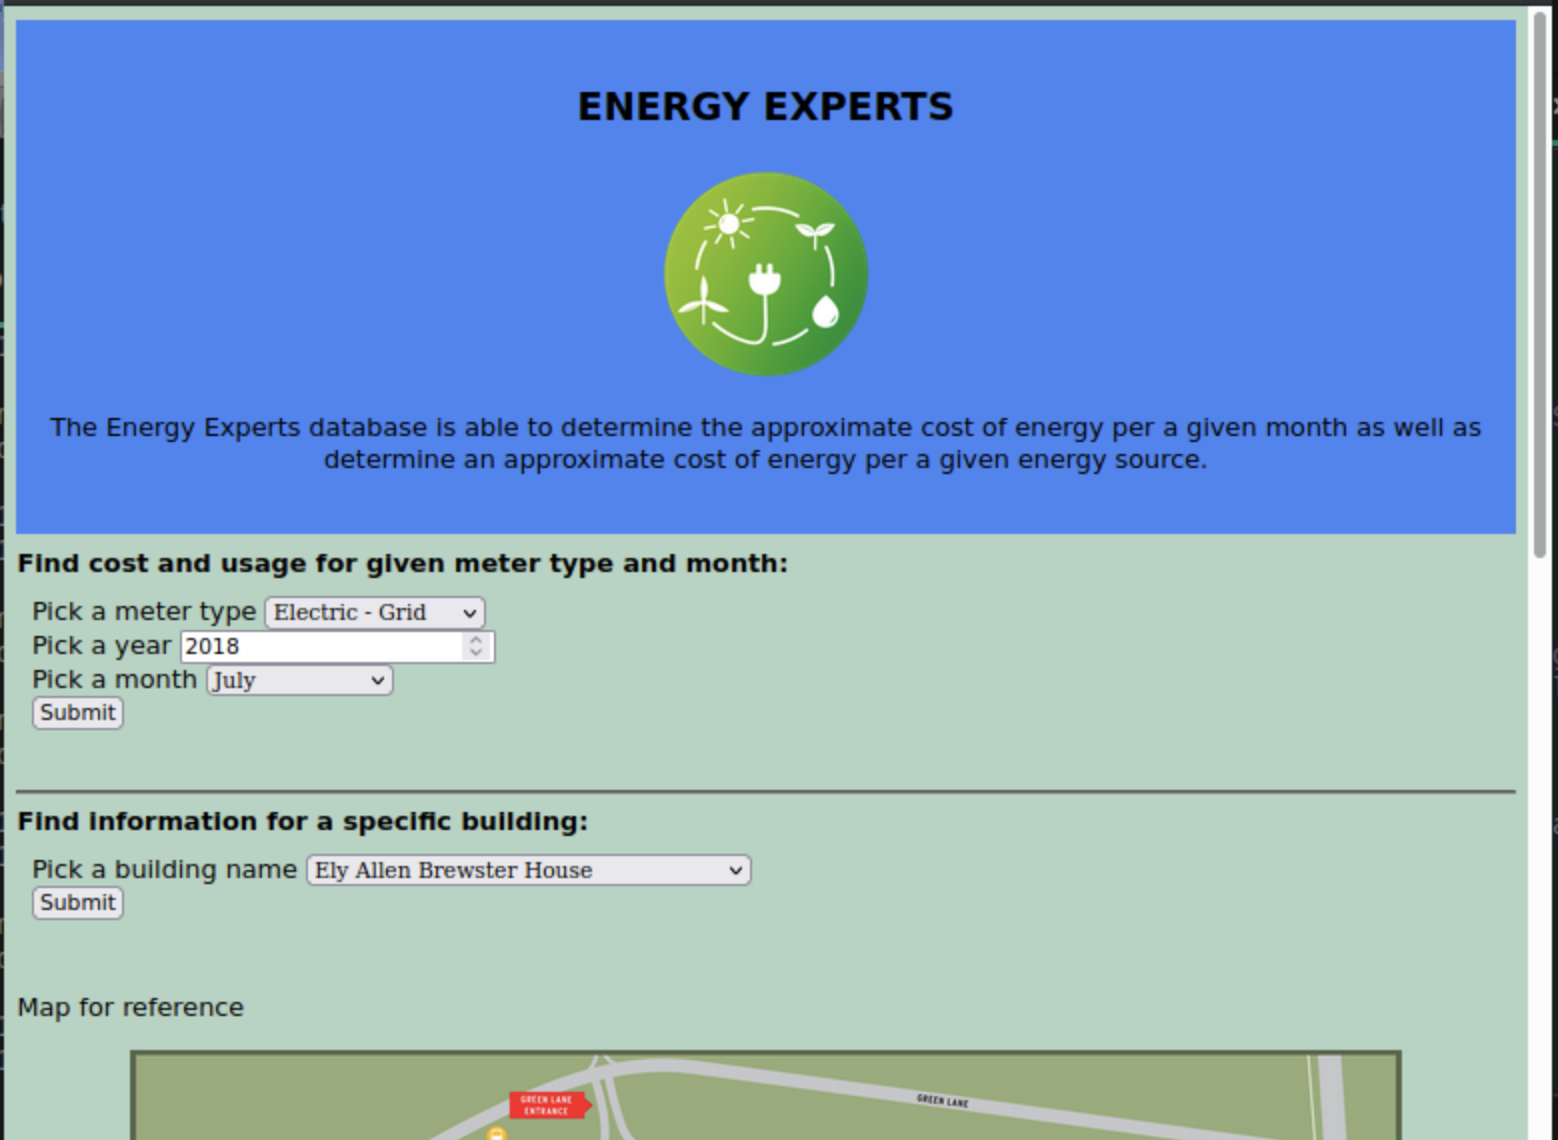 ENERGY EXPERTS
The Energy Experts database is able to determine the approximate cost of energy per a given month as well as
determine an approximate cost of energy per a given energy source.
Find cost and usage for given meter type and month:
Pick a meter type Electric - Grid
Pick a year 2018
Pick a month July
Submit
Find information for a specific building:
Pick a building name Ely Allen Brewster House
Submit
Map for reference
GREEN LANE
ENTRANCE
GREEN LANE